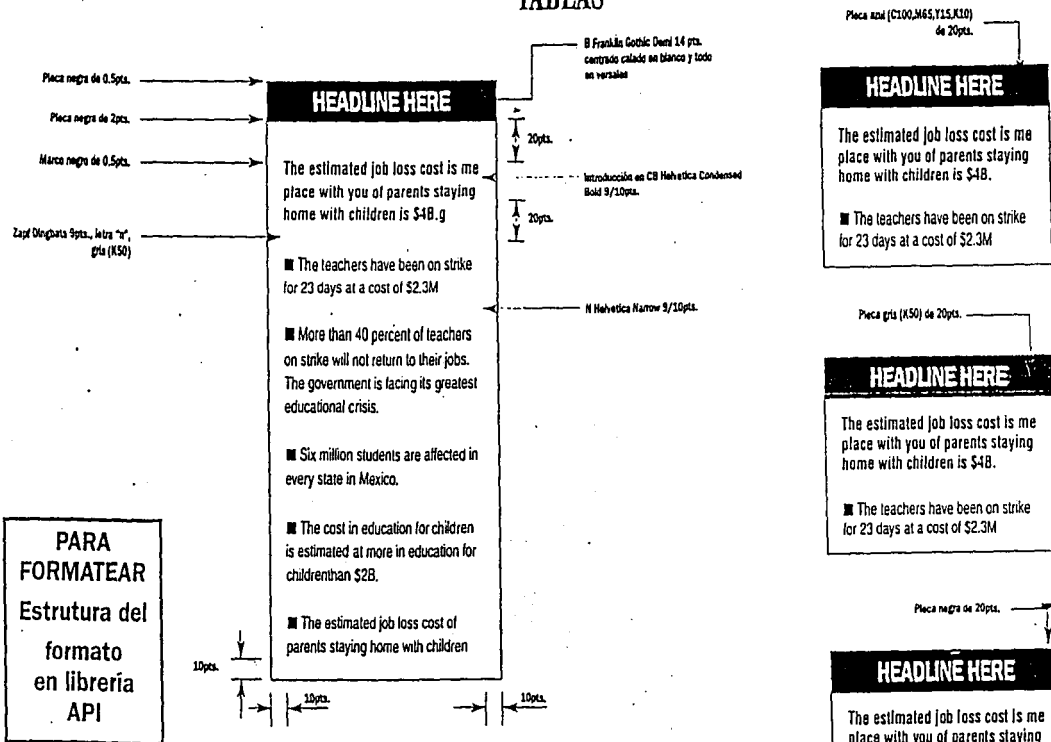 TABLAS
Pleca negra de 0.5pts.
Pleca negra de 2pts.
Marco negro de 0.5pts.
Zapf Dingbats 9pts., letra "n",
gris (K50)
HEADLINE HERE
The estimated job loss cost is me
place with you of parents staying
home with children is $4B.g
■ The teachers have been on strike
for 23 days at a cost of $2.3M
■ More than 40 percent of teachers
on strike will not return to their jobs.
The government is facing its greatest
educational crisis.
■ Six million students are affected in
every state in Mexico.
■ The cost in education for children
is estimated at more in education for
childrenthan $2B.
■ The estimated job loss cost of
parents staying home with children
10pts.
10pts.
10pts.
B Franklin Gothic Demi 14 pts.
centrado calado en blanco y todo
en versales
20pts.
Introducción en CB Helvetica Condensed
Bold 9/10pts.
20pts.
N Helvetica Narrow 9/10pts.
PARA
FORMATEAR
Estrutura del
formato
en librería
API
Pleca azul (C100,M65,Y15,K10)
de 20pts.
HEADLINE HERE
The estimated job loss cost is me
place with you of parents staying
home with children is $4B.
■ The teachers have been on strike
for 23 days at a cost of $2.3M
Pleca gris (K50) de 20pts.
HEADLINE HERE
The estimated job loss cost is me
place with you of parents staying
home with children is $4B.
■ The teachers have been on strike
for 23 days at a cost of $2.3M
Pleca negra de 20pts.
HEADLINE HERE
The estimated job loss cost is me
place with you of parents staying